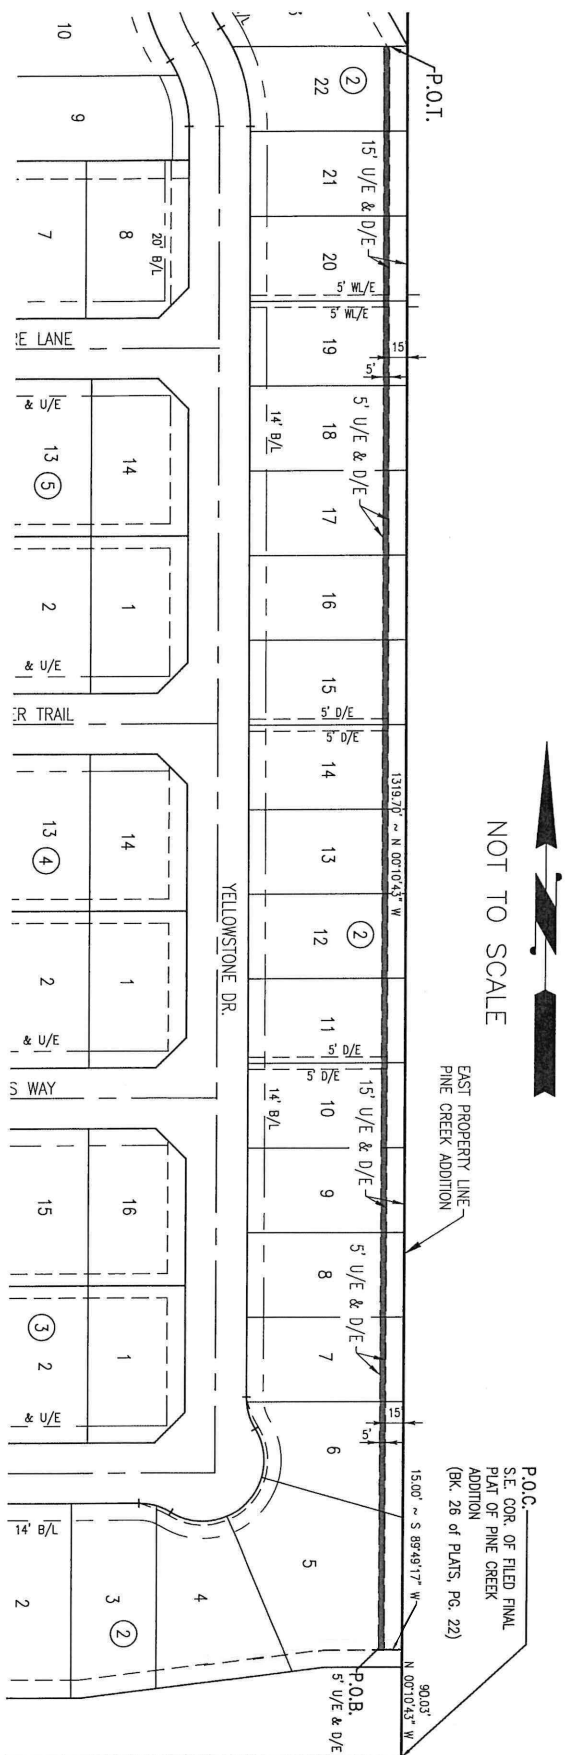 NOT TO SCALE
P.O.T.
P.O.C.
S.E. COR. OF FILED FINAL
PLAT OF PINE CREEK
ADDITION
(BK. 26 of PLATS, PG. 22)
EAST PROPERTY LINE
PINE CREEK ADDITION
90.03'
N 00°10'43" W
15.00' ~ S 89°49'17" W
1319.70' ~ N 00°10'43" W
P.O.B.
5' U/E & D/E
15' U/E & D/E
5' U/E & D/E
15' U/E & D/E
5' U/E & D/E
15'
5'
15'
5'
2
22
21
20
5' WL/E
5' WL/E
19
18
17
16
15
5' D/E
5' D/E
14
13
2
12
11
5' D/E
5' D/E
10
9
8
7
6
5
4
3
2
2
14' B/L
14' B/L
14' B/L
YELLOWSTONE DR.
10
9
8
7
20' B/L
RE LANE
& U/E
14
13
5
1
2
& U/E
ER TRAIL
14
13
4
1
2
& U/E
S WAY
16
15
3
1
2
& U/E